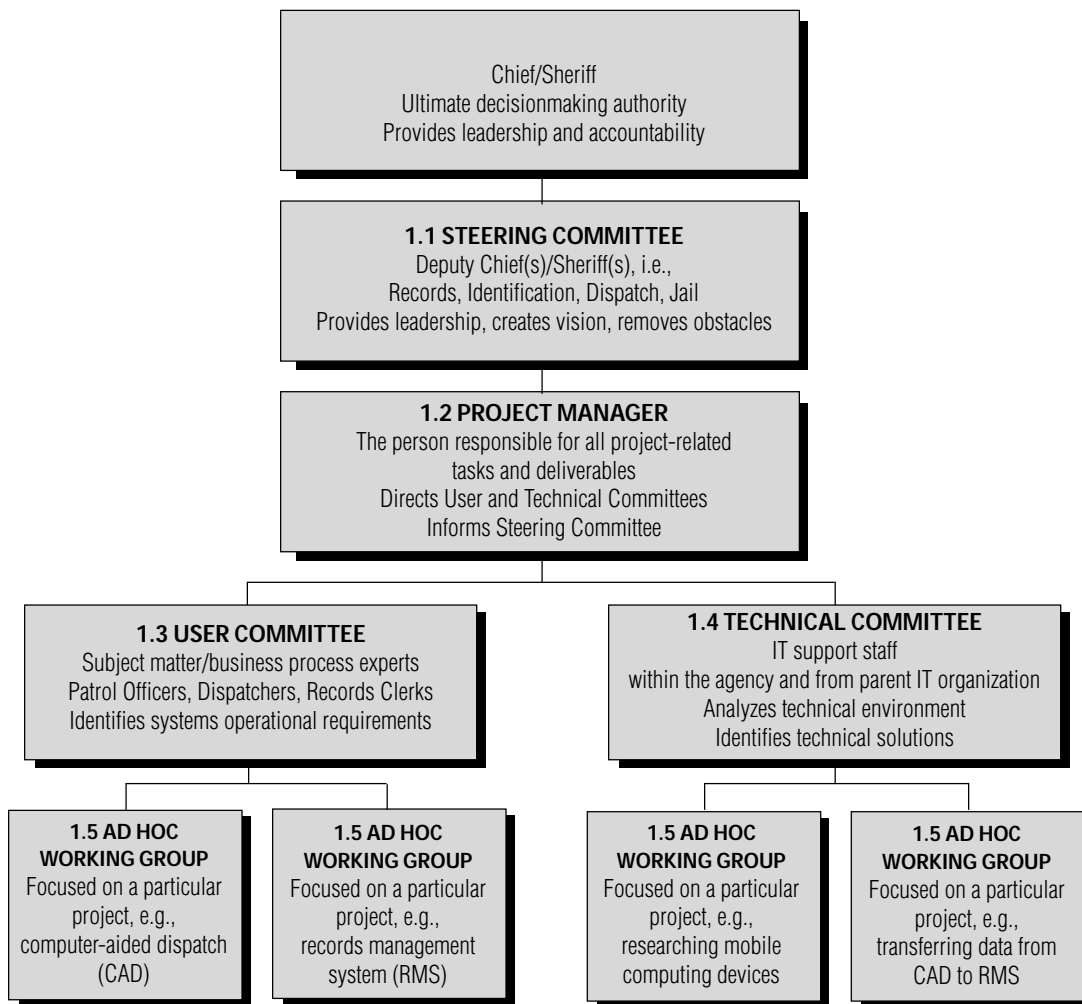 Chief/Sheriff
Ultimate decisionmaking authority
Provides leadership and accountability
1.1 STEERING COMMITTEE
Deputy Chief(s)/Sheriff(s), i.e.,
Records, Identification, Dispatch, Jail
Provides leadership, creates vision, removes obstacles
1.2 PROJECT MANAGER
The person responsible for all project-related
tasks and deliverables
Directs User and Technical Committees
Informs Steering Committee
1.3 USER COMMITTEE
Subject matter/business process experts
Patrol Officers, Dispatchers, Records Clerks
Identifies systems operational requirements
1.4 TECHNICAL COMMITTEE
IT support staff
within the agency and from parent IT organization
Analyzes technical environment
Identifies technical solutions
1.5 AD HOC
WORKING GROUP
Focused on a particular
project, e.g.,
computer-aided dispatch
(CAD)
1.5 AD HOC
WORKING GROUP
Focused on a particular
project, e.g.,
records management
system (RMS)
1.5 AD HOC
WORKING GROUP
Focused on a particular
project, e.g.,
researching mobile
computing devices
1.5 AD HOC
WORKING GROUP
Focused on a particular
project, e.g.,
transferring data from
CAD to RMS